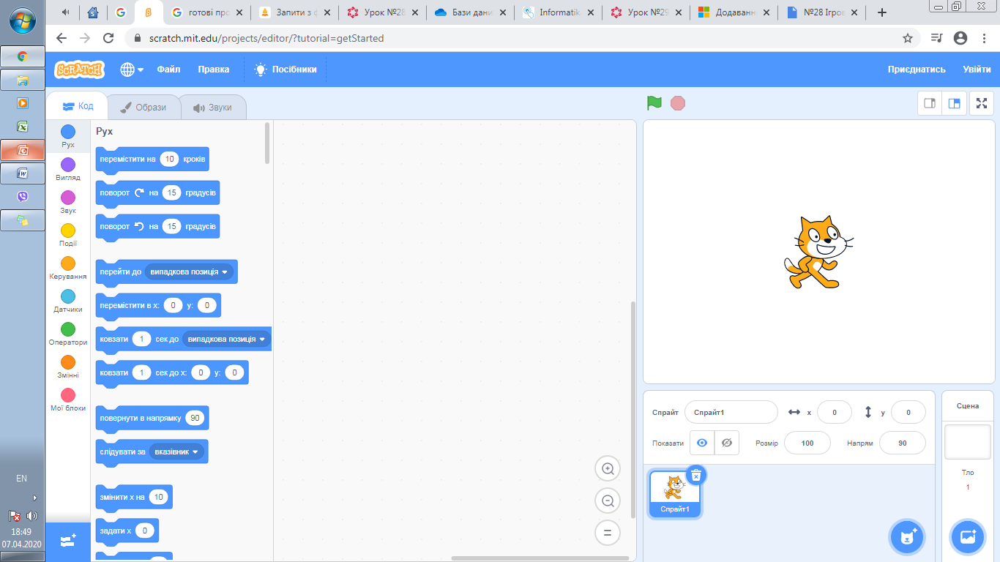 готові про
Запити з ф
Урок №28
Бази дани
Informatik
Урок №29
Додаванн
№28 Ігров
scratch.mit.edu/projects/editor/?tutorial=getStarted
SCRATCH
Файл
Правка
Посібники
Приєднатись
Увійти
Код
Образи
Звуки
Рух
Вигляд
Звук
Події
Керування
Датчики
Оператори
Змінні
Мої блоки
Рух
перемістити на 10 кроків
поворот на 15 градусів
поворот на 15 градусів
перейти до випадкова позиція
перемістити в x: 0 y: 0
ковзати 1 сек до випадкова позиція
ковзати 1 сек до x: 0 y: 0
повернути в напрямку 90
слідувати за вказівник
змінити x на 10
задати x 0
Спрайт Спрайт1 x 0 y 0
Показати Розмір 100 Напрям 90
Спрайт1
Сцена
Тло
1
EN
18:49
07.04.2020